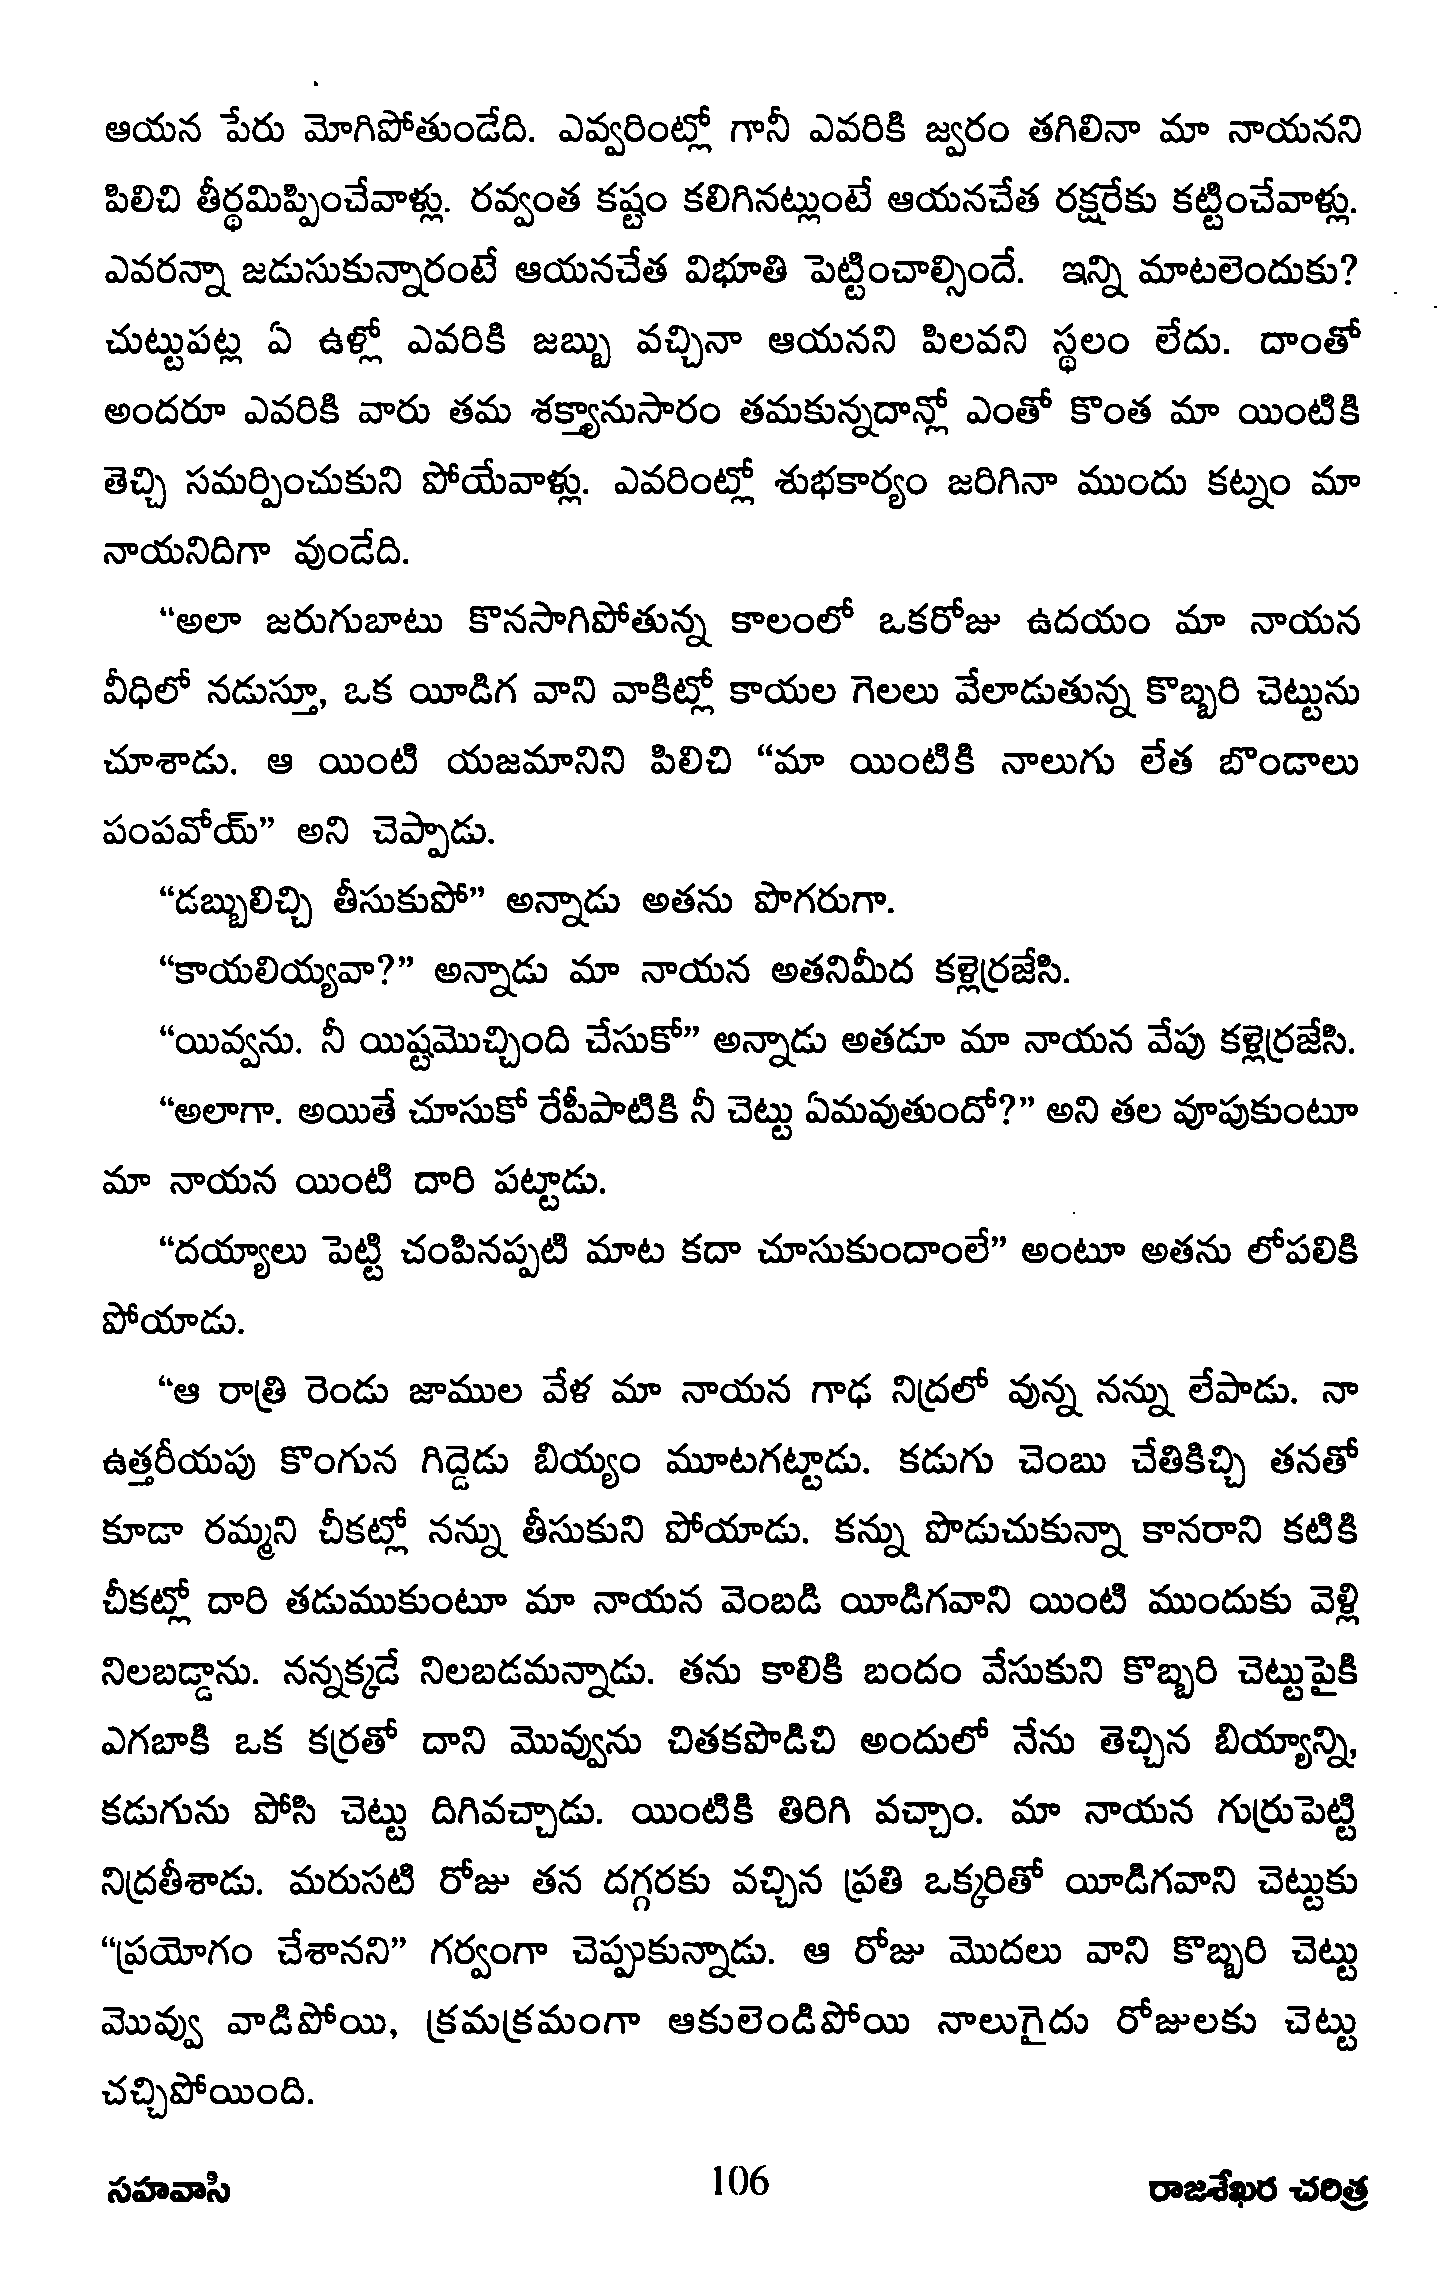 ఆయన పేరు మోగిపోతుండేది. ఎవ్వరింట్లో గానీ ఎవరికి జ్వరం తగిలినా మా నాయనని
పిలిచి తీర్థమిప్పించేవాళ్లు. రవ్వంత కష్టం కలిగినట్లుంటే ఆయనచేత రక్షరేకు కట్టించేవాళ్లు.
ఎవరన్నా జడుసుకున్నారంటే ఆయనచేత విభూతి పెట్టించాల్సిందే. ఇన్ని మాటలెందుకు?
చుట్టుపట్ల ఏ ఉళ్లో ఎవరికి జబ్బు వచ్చినా ఆయనని పిలవని స్థలం లేదు. దాంతో
అందరూ ఎవరికి వారు తమ శక్త్యానుసారం తమకున్నదాన్లో ఎంతో కొంత మా యింటికి
తెచ్చి సమర్పించుకుని పోయేవాళ్లు. ఎవరింట్లో శుభకార్యం జరిగినా ముందు కట్నం మా
నాయనిదిగా వుండేది.
“అలా జరుగుబాటు కొనసాగిపోతున్న కాలంలో ఒకరోజు ఉదయం మా నాయన
వీధిలో నడుస్తూ, ఒక యీడిగ వాని వాకిట్లో కాయల గెలలు వేలాడుతున్న కొబ్బరి చెట్టును
చూశాడు. ఆ యింటి యజమానిని పిలిచి “మా యింటికి నాలుగు లేత బొండాలు
పంపవోయ్” అని చెప్పాడు.
“డబ్బులిచ్చి తీసుకుపో” అన్నాడు అతను పొగరుగా.
“కాయలియ్యవా?” అన్నాడు మా నాయన అతనిమీద కళ్లెర్రజేసి.
“యివ్వను. నీ యిష్టమొచ్చింది చేసుకో” అన్నాడు అతడూ మా నాయన వేపు కళ్లెర్రజేసి.
“అలాగా. అయితే చూసుకో రేపీపాటికి నీ చెట్టు ఏమవుతుందో?” అని తల వూపుకుంటూ
మా నాయన యింటి దారి పట్టాడు.
“దయ్యాలు పెట్టి చంపినప్పటి మాట కదా చూసుకుందాంలే” అంటూ అతను లోపలికి
పోయాడు.
“ఆ రాత్రి రెండు జాముల వేళ మా నాయన గాఢ నిద్రలో వున్న నన్ను లేపాడు. నా
ఉత్తరీయపు కొంగున గిద్దెడు బియ్యం మూటగట్టాడు. కడుగు చెంబు చేతికిచ్చి తనతో
కూడా రమ్మని చీకట్లో నన్ను తీసుకుని పోయాడు. కన్ను పొడుచుకున్నా కానరాని కటికి
చీకట్లో దారి తడుముకుంటూ మా నాయన వెంబడి యీడిగవాని యింటి ముందుకు వెళ్లి
నిలబడ్డాను. నన్నక్కడే నిలబడమన్నాడు. తను కాలికి బందం వేసుకుని కొబ్బరి చెట్టుపైకి
ఎగబాకి ఒక కర్రతో దాని మొవ్వును చితకపొడిచి అందులో నేను తెచ్చిన బియ్యాన్ని,
కడుగును పోసి చెట్టు దిగివచ్చాడు. యింటికి తిరిగి వచ్చాం. మా నాయన గుర్రుపెట్టి
నిద్రతీశాడు. మరుసటి రోజు తన దగ్గరకు వచ్చిన ప్రతి ఒక్కరితో యీడిగవాని చెట్టుకు
“ప్రయోగం చేశానని” గర్వంగా చెప్పుకున్నాడు. ఆ రోజు మొదలు వాని కొబ్బరి చెట్టు
మొవ్వు వాడిపోయి, క్రమక్రమంగా ఆకులెండిపోయి నాలుగైదు రోజులకు చెట్టు
చచ్చిపోయింది.
సహవాసి 106 రాజశేఖర చరిత్ర